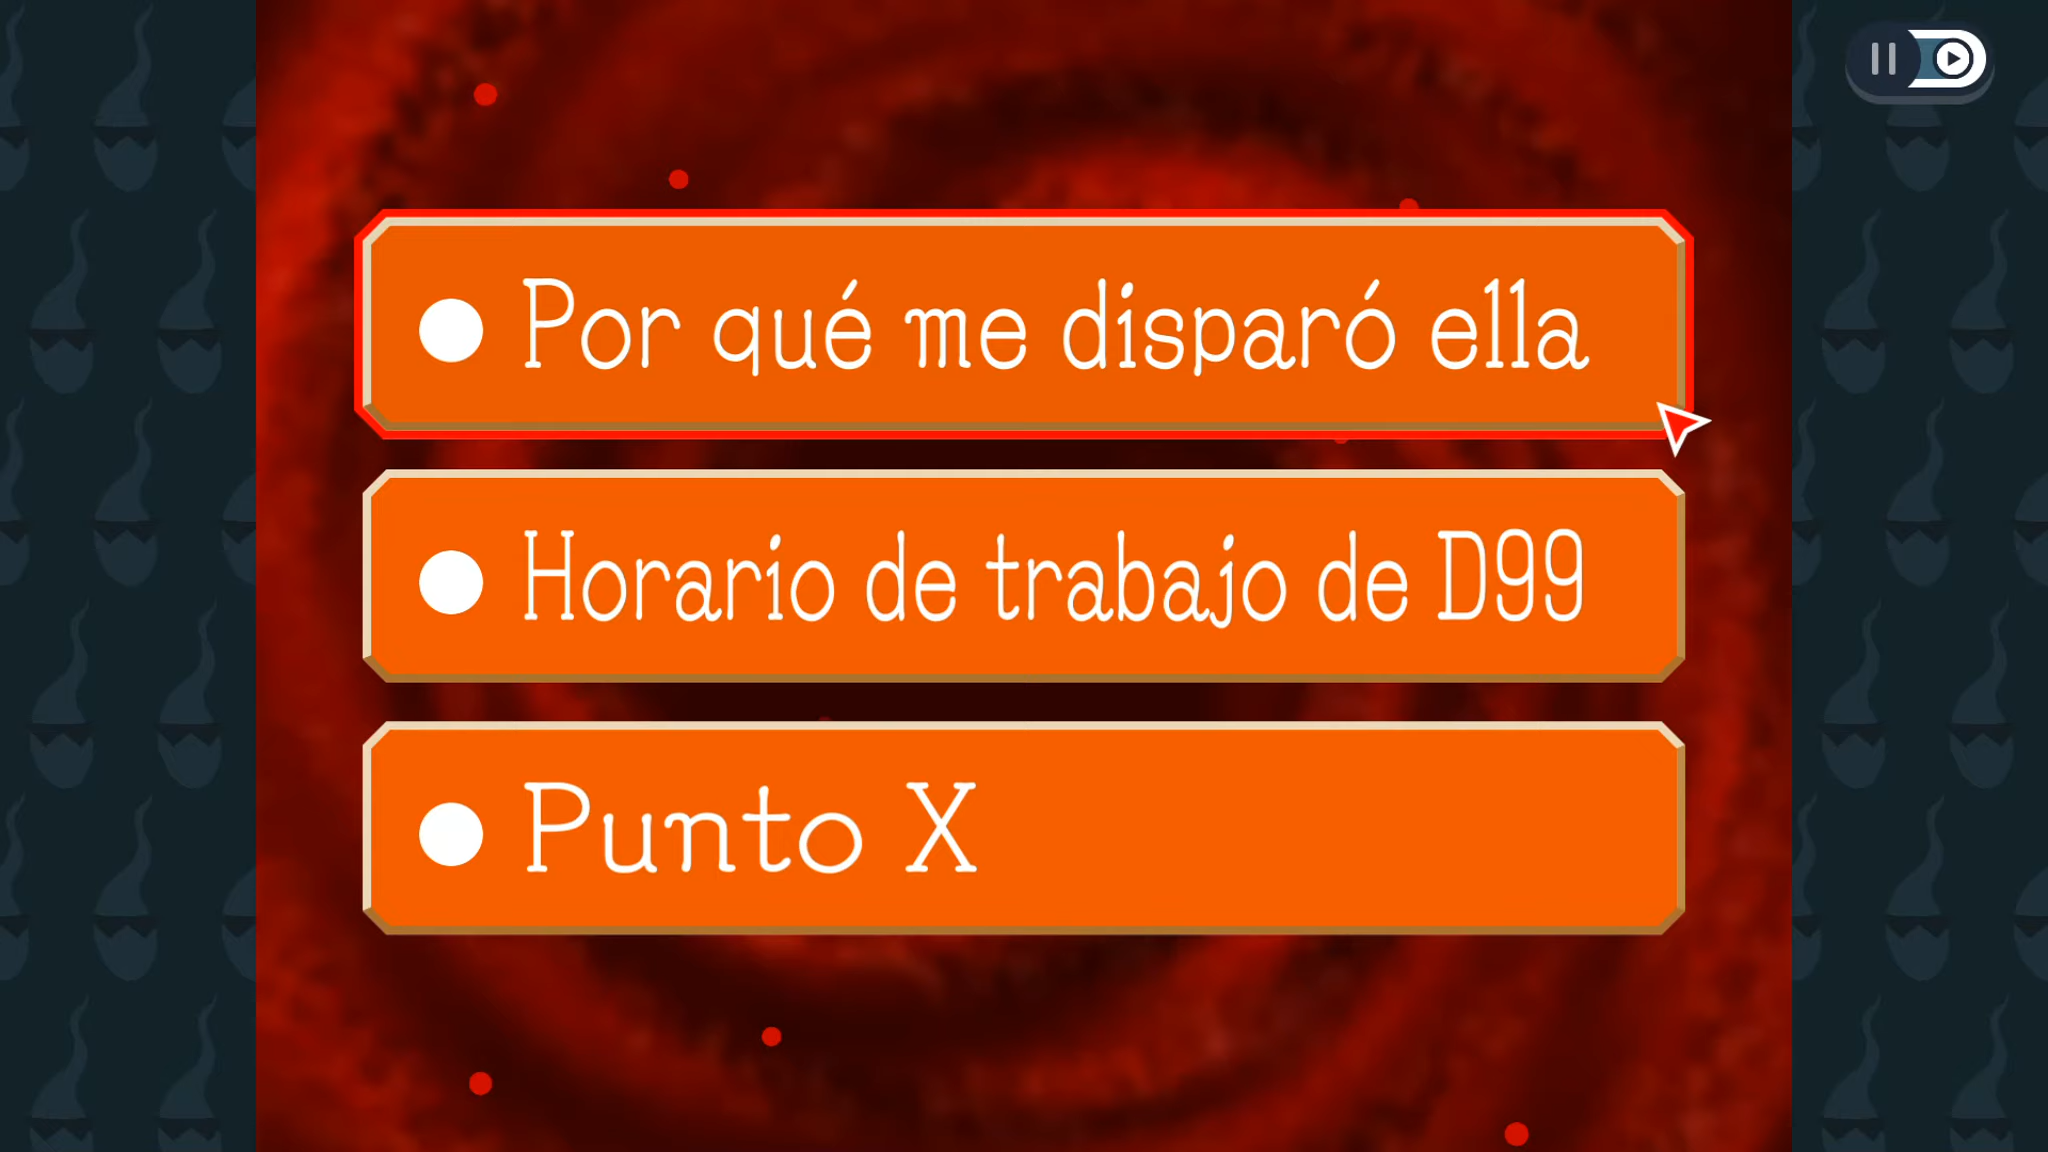 Por qué me disparó ella
Horario de trabajo de D99
Punto X